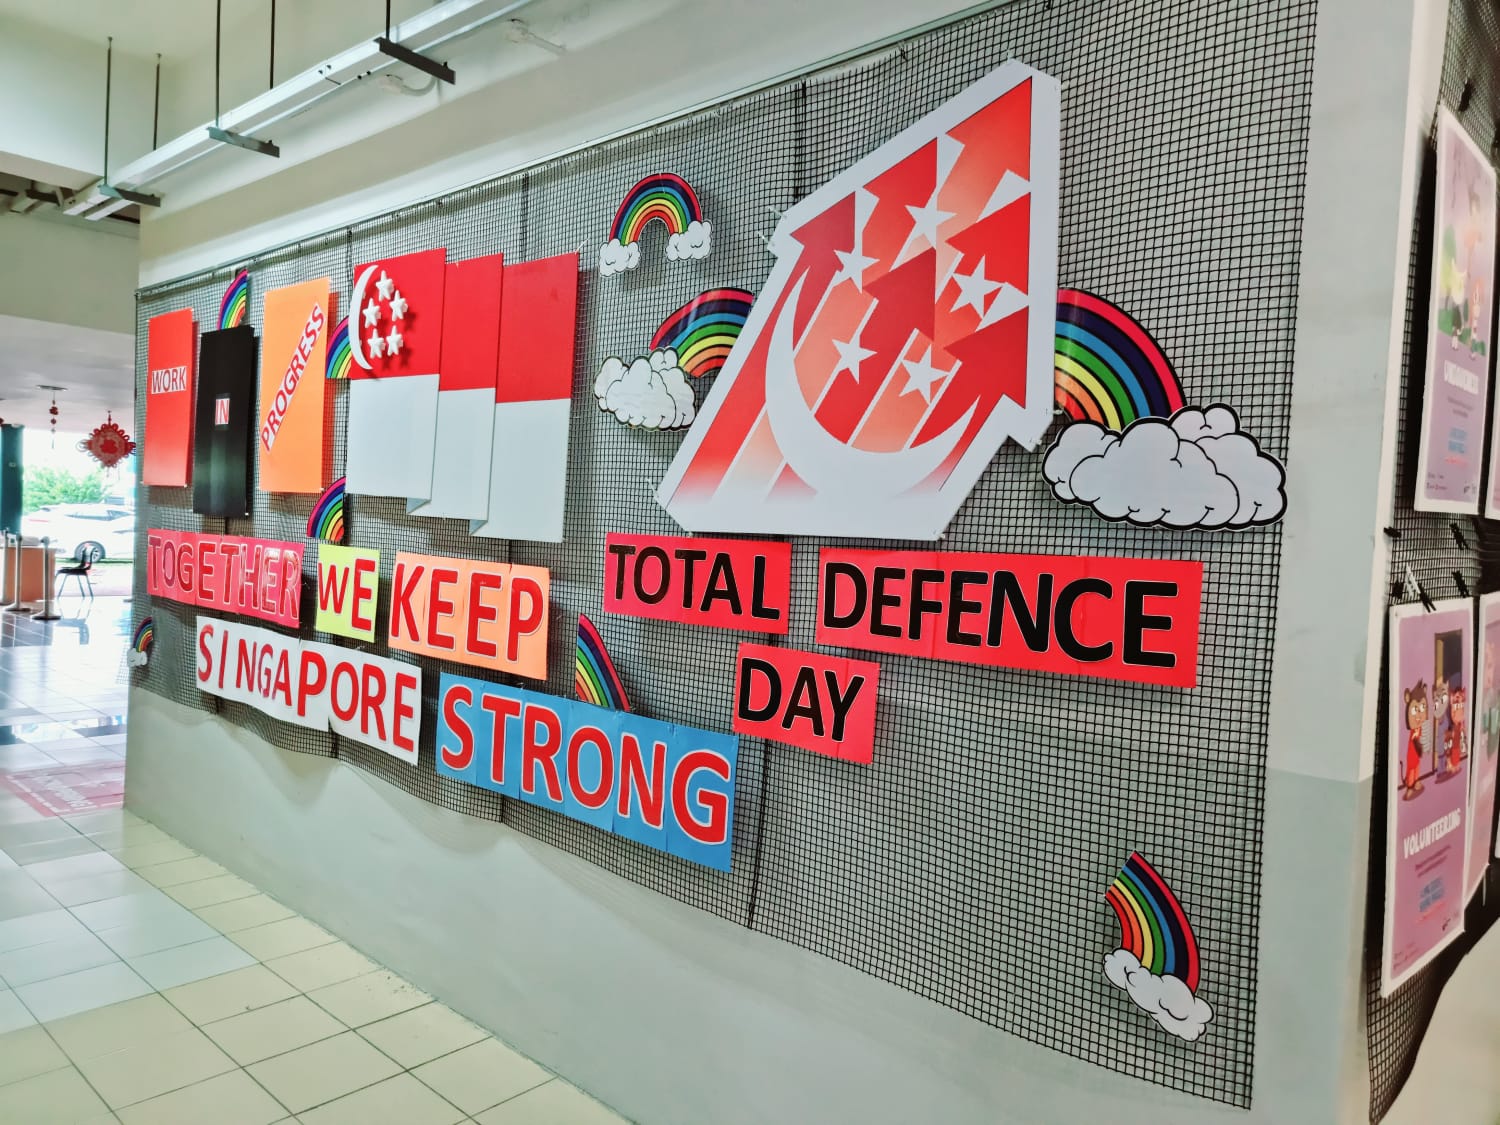 WORK
IN
PROGRESS
TOGETHER WE KEEP
SINGAPORE STRONG
TOTAL DEFENCE
DAY
VOLUNTEERING